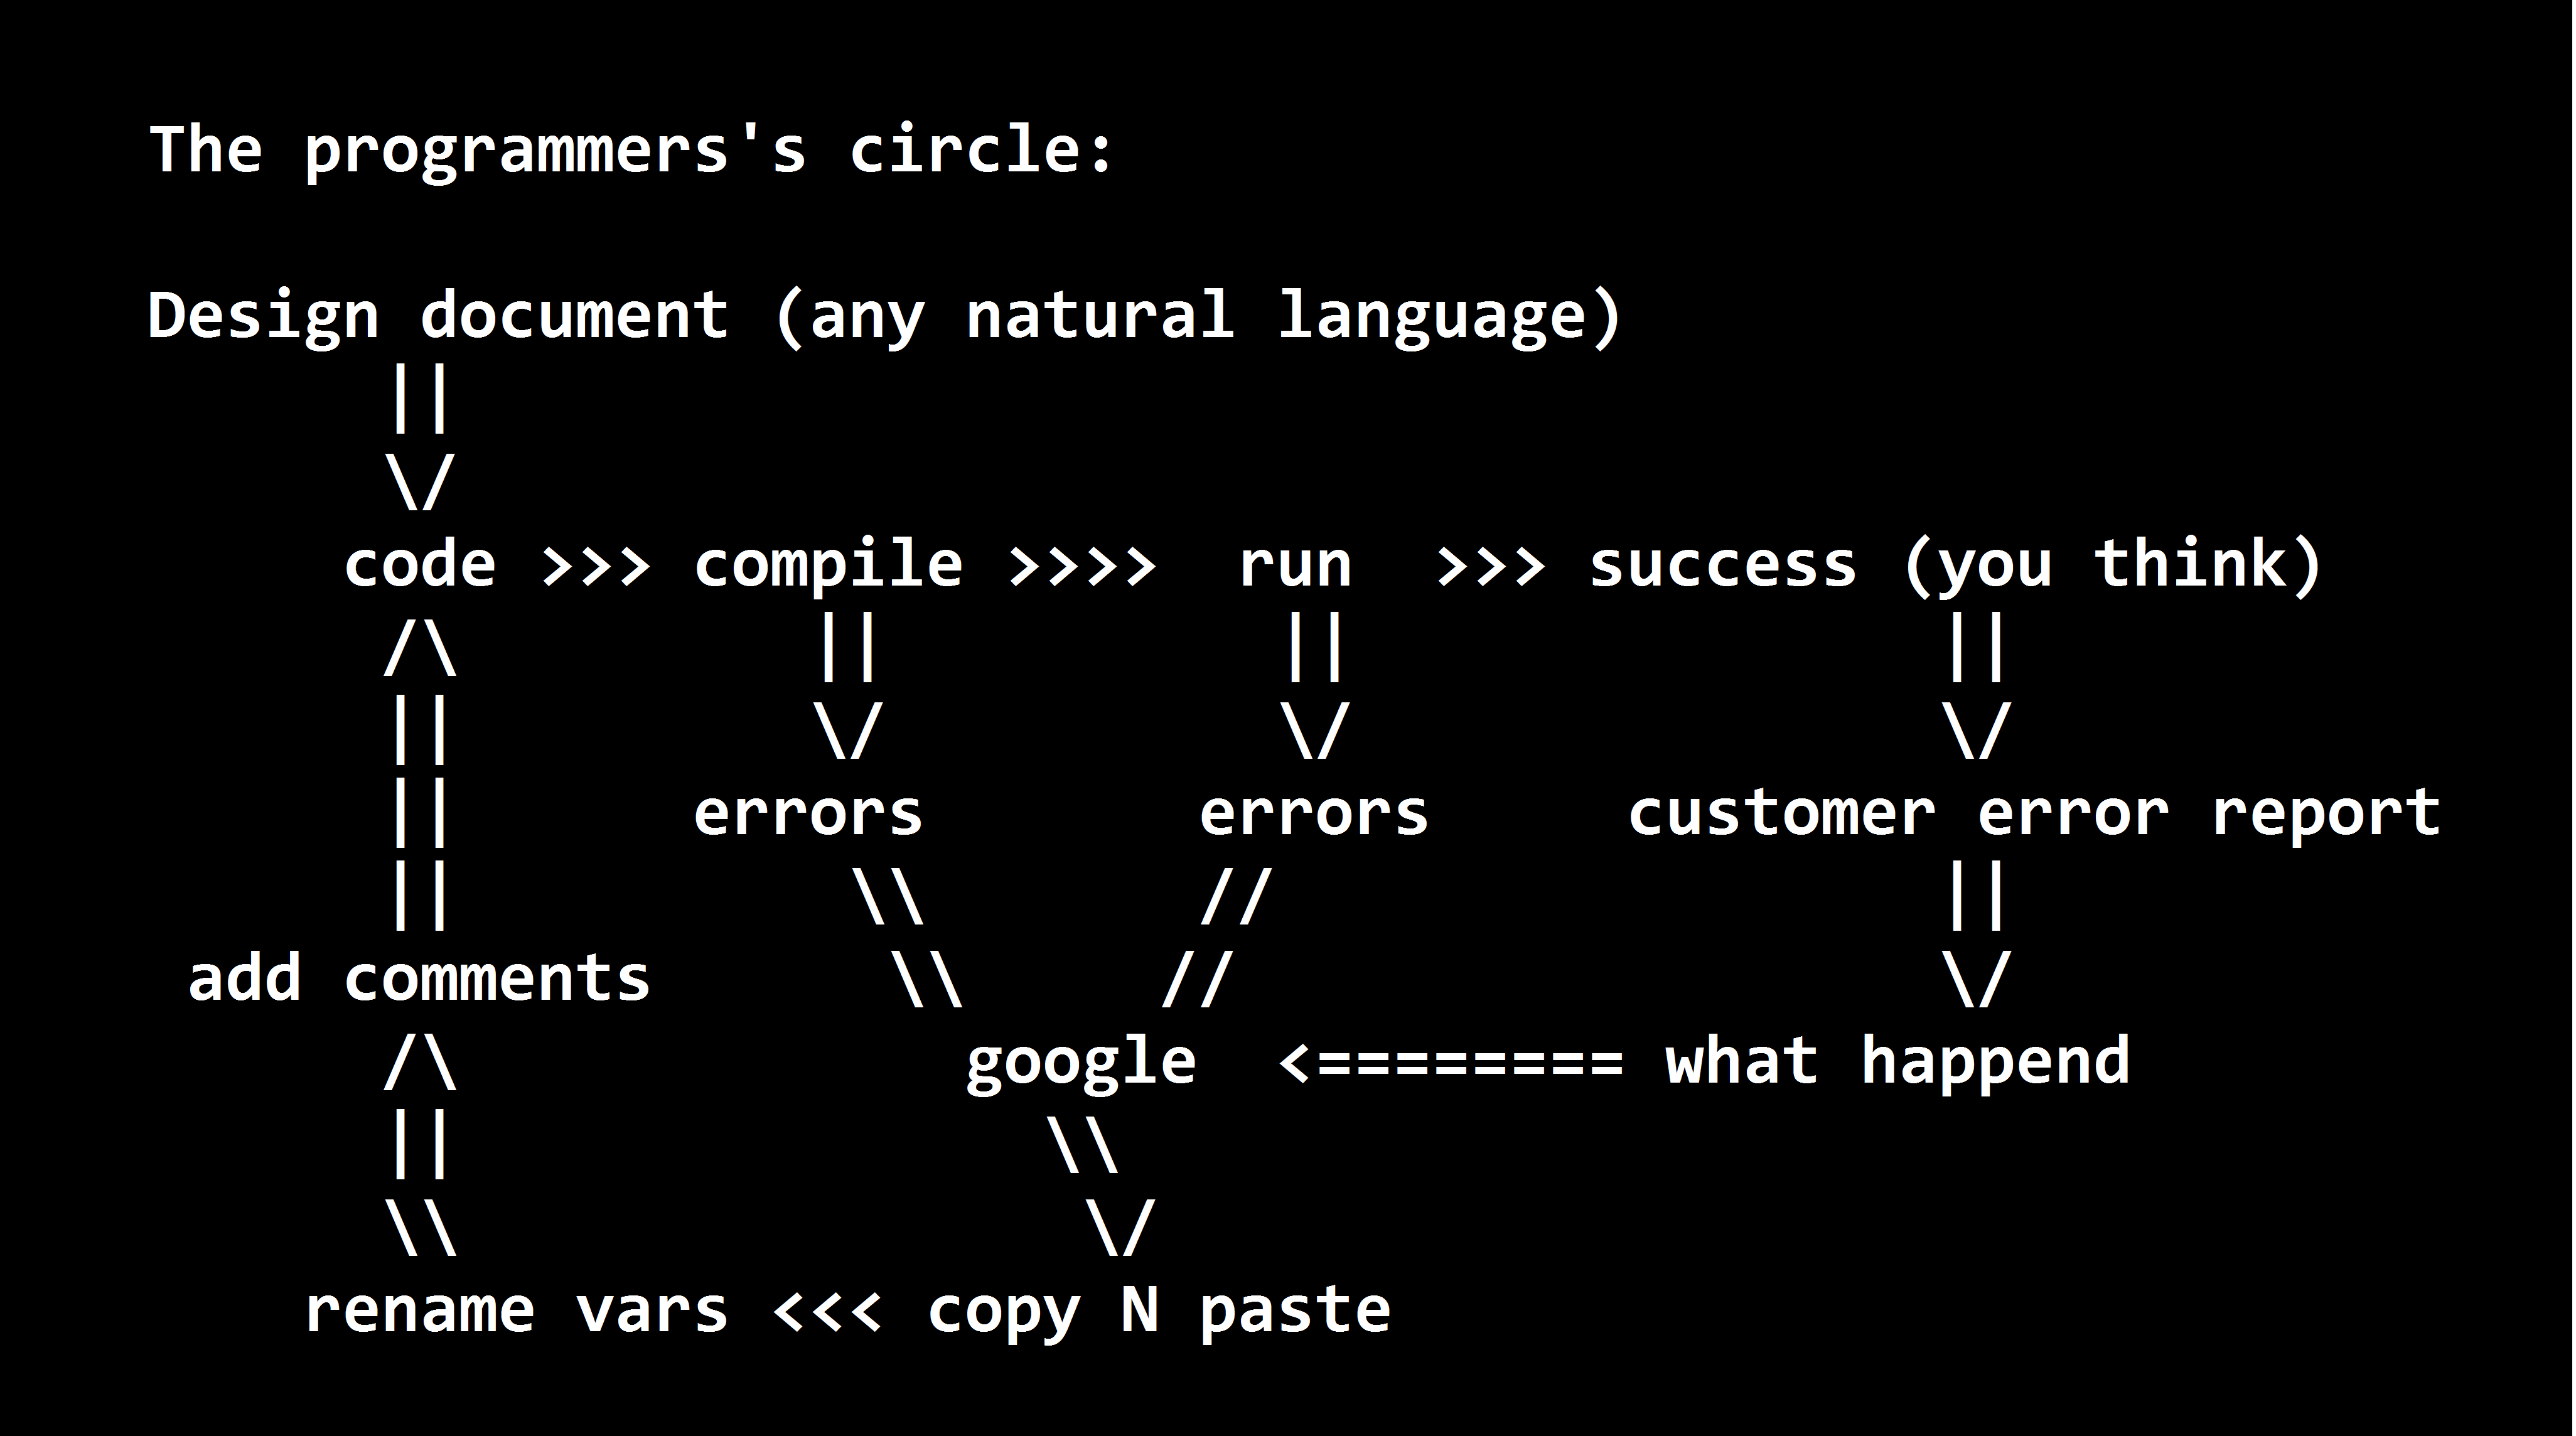 The programmers's circle:
Design document (any natural language)
||
\/
code >>> compile >>>> run >>> success (you think)
/\ || || ||
|| \/ \/ \/
|| errors errors customer error report
|| \\ // ||
add comments \\ // \/
/\ google <======== what happend
|| \\
\\ \/
rename vars <<< copy N paste